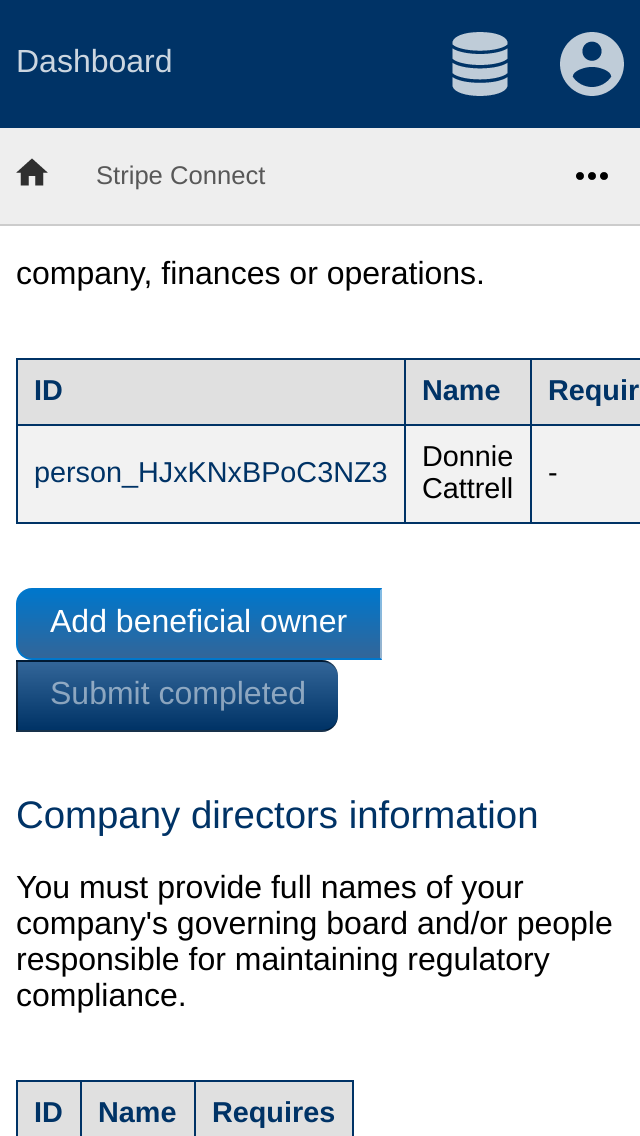 Dashboard
Stripe Connect
company, finances or operations.
ID Name Requir
person_HJxKNxBPoC3NZ3 Donnie Cattrell -
Add beneficial owner
Submit completed
Company directors information
You must provide full names of your
company's governing board and/or people
responsible for maintaining regulatory
compliance.
ID Name Requires